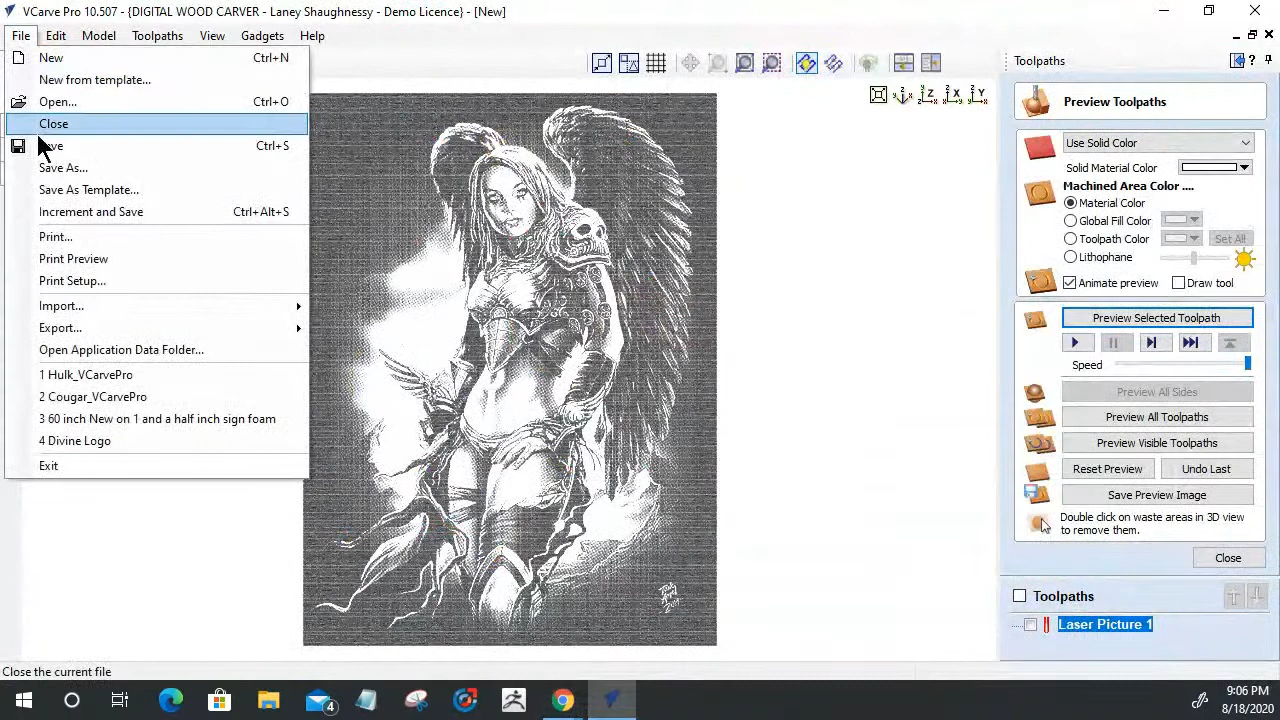 VCarve Pro 10.507 - {DIGITAL WOOD CARVER - Laney Shaughnessy - Demo Licence} - [New]
File Edit Model Toolpaths View Gadgets Help
New Ctrl+N
New from template...
Open... Ctrl+O
Close
Save As...
Ctrl+S
Save As Template...
Increment and Save Ctrl+Alt+S
Print...
Print Preview
Print Setup...
Import...
Export...
Open Application Data Folder...
1 Hulk_VCarvePro
2 Cougar_VCarvePro
3 60 inch New on 1 and a half inch sign foam
4 Divine Logo
Exit
Z X Y
Toolpaths
Preview Toolpaths
Use Solid Color
Solid Material Color
Machined Area Color ....
Material Color
Global Fill Color
Toolpath Color Set All
Lithophane
Animate preview Draw tool
Preview Selected Toolpath
Speed
Preview All Sides
Preview All Toolpaths
Preview Visible Toolpaths
Reset Preview Undo Last
Save Preview Image
Double click on waste areas in 3D view
to remove them.
Close
Toolpaths
Laser Picture 1
Close the current file
4
9:06 PM
8/18/2020